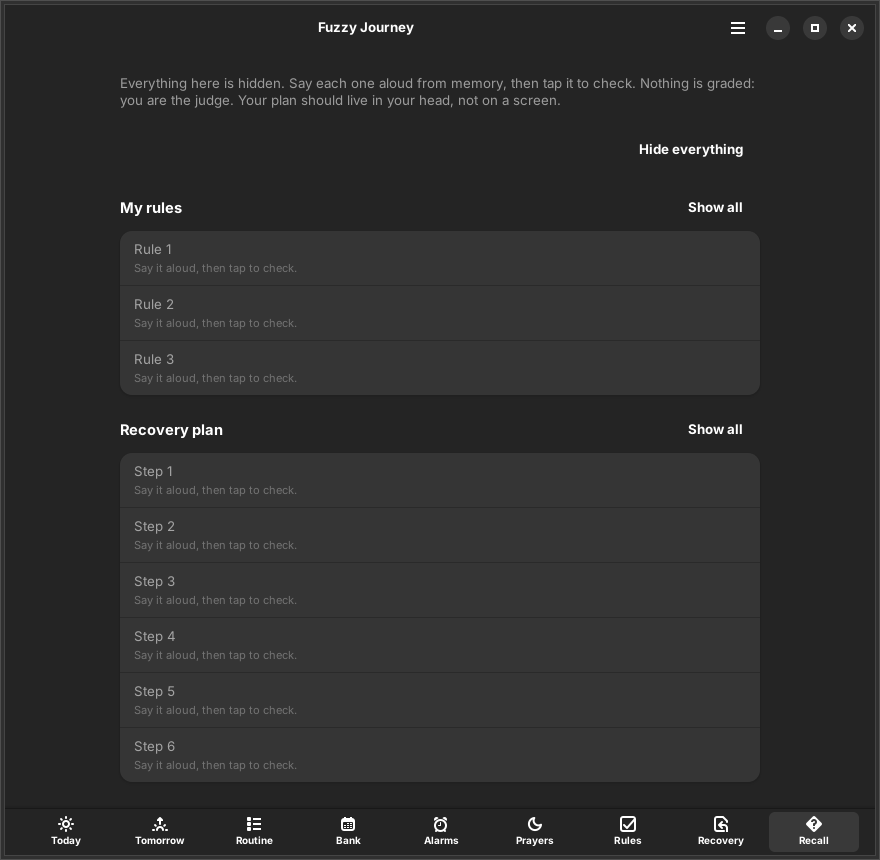 Fuzzy Journey
Everything here is hidden. Say each one aloud from memory, then tap it to check. Nothing is graded:
you are the judge. Your plan should live in your head, not on a screen.
Hide everything
My rules
Show all
Rule 1
Say it aloud, then tap to check.
Rule 2
Say it aloud, then tap to check.
Rule 3
Say it aloud, then tap to check.
Recovery plan
Show all
Step 1
Say it aloud, then tap to check.
Step 2
Say it aloud, then tap to check.
Step 3
Say it aloud, then tap to check.
Step 4
Say it aloud, then tap to check.
Step 5
Say it aloud, then tap to check.
Step 6
Say it aloud, then tap to check.
Today
Tomorrow
Routine
Bank
Alarms
Prayers
Rules
Recovery
Recall